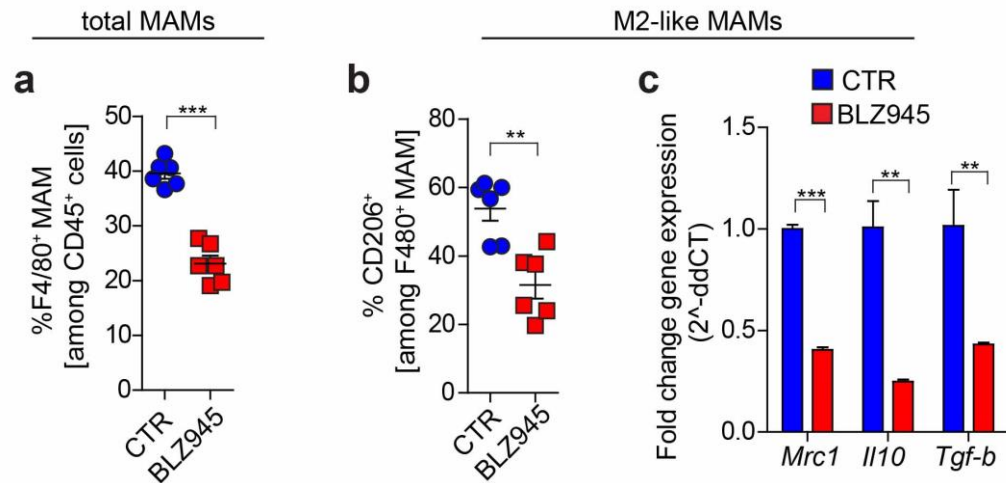 total MAMs
M2-like MAMs
a
b
c
CTR
BLZ945
***
**
***
**
**
%F4/80⁺ MAM
[among CD45⁺ cells]
50
40
30
20
10
0
CTR
BLZ945
% CD206⁺
[among F480⁺ MAM]
80
60
40
20
0
CTR
BLZ945
Fold change gene expression
(2^-ddCT)
1.5
1.0
0.5
0.0
Mrc1
Il10
Tgf-b